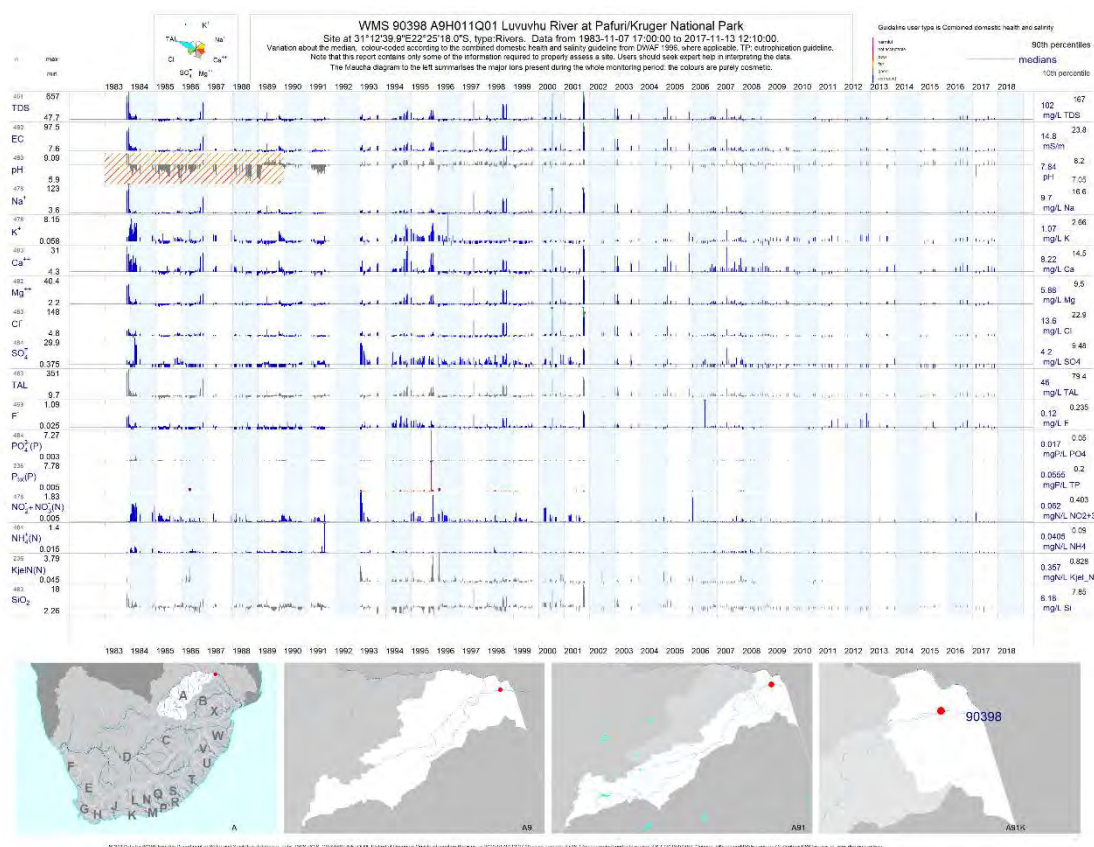 K⁺
TAL
Na⁺
Cl
Ca⁺⁺
SO₄ Mg⁺⁺
WMS 90398 A9H011Q01 Luvuvhu River at Pafuri/Kruger National Park
Site at 31°12'39.9"E22°25'18.0"S, type:Rivers. Data from 1983-11-07 17:00:00 to 2017-11-13 12:10:00.
Variation about the median, colour-coded according to the combined domestic health and salinity guideline from DWAF 1996, where applicable. TP: eutrophication guideline.
Note that this report contains only some of the information required to properly assess a site. Users should seek expert help in interpreting the data.
The Maucha diagram to the left summarises the major ions present during the whole monitoring period: the colours are purely cosmetic.
Guideline user type is Combined domestic health and salinity
90th percentiles
medians
10th percentile
n max
min
1983 1984 1985 1986 1987 1988 1989 1990 1991 1992 1993 1994 1995 1996 1997 1998 1999 2000 2001 2002 2003 2004 2005 2006 2007 2008 2009 2010 2011 2012 2013 2014 2015 2016 2017 2018
557 167
TDS 102
47.7 mg/L TDS
97.5 23.8
EC 14.8
7.6 mS/m
9.09 8.2
pH 7.84
5.9 pH 7.05
123 16.6
Na⁺ 9.7
3.6 mg/L Na
8.15 2.66
K⁺ 1.07
0.058 mg/L K
31 14.5
Ca⁺⁺ 8.22
4.3 mg/L Ca
40.4 9.5
Mg⁺⁺ 5.86
2.2 mg/L Mg
148 22.9
Cl⁻ 13.6
4.8 mg/L Cl
29.9 9.48
SO₄⁼ 4.2
0.375 mg/L SO4
351 79.4
TAL 46
9.7 mg/L TAL
1.09 0.235
F⁻ 0.12
0.025 mg/L F
7.27 0.05
PO₄³⁻(P) 0.017
0.003 mgP/L PO4
7.78 0.2
Ptot(P) 0.0555
0.005 mgP/L TP
1.83 0.403
NO₃⁻+NO₂⁻(N) 0.062
0.005 mgN/L NO2+3
1.4 0.09
NH₄⁺(N) 0.0405
0.015 mgN/L NH4
3.79 0.828
KjelN(N) 0.357
0.045 mgN/L Kjel_N
18 7.85
SiO₂ 6.16
2.26 mg/L Si
1983 1984 1985 1986 1987 1988 1989 1990 1991 1992 1993 1994 1995 1996 1997 1998 1999 2000 2001 2002 2003 2004 2005 2006 2007 2008 2009 2010 2011 2012 2013 2014 2015 2016 2017 2018
A
B
X
C
W
D
V
F
U
E
T
L N Q S
G H J K M P R
A
A9
A91
90398
A91K